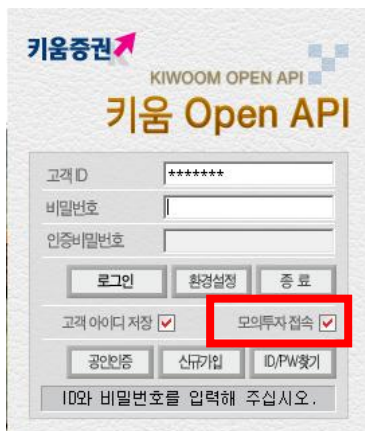 키움증권
KIWOOM OPEN API
키움 Open API
고객 ID *******
비밀번호
인증비밀번호
로그인 환경설정 종 료
고객 아이디 저장 모의투자 접속
공인인증 신규가입 ID/PW찾기
ID와 비밀번호를 입력해 주십시오.